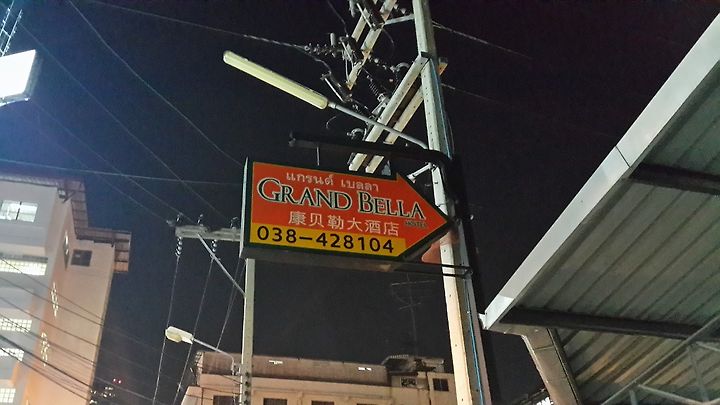 แกรนด์ เบลลา
GRAND BELLA
HOTEL
康贝勒大酒店
038-428104